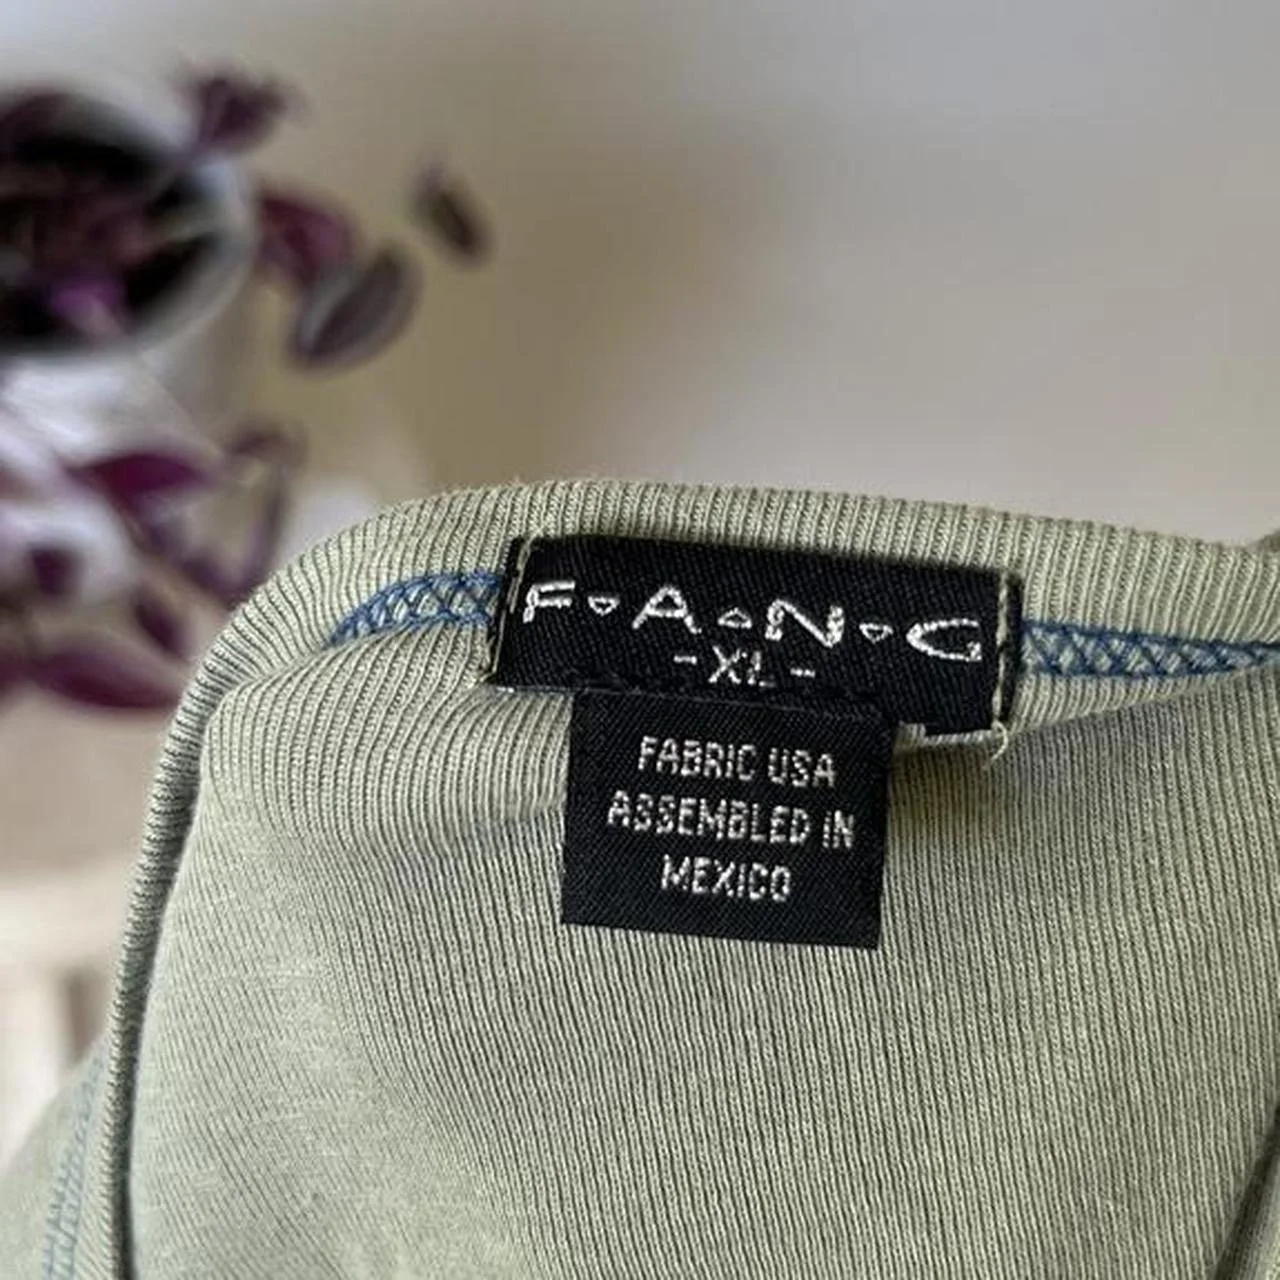 F▿A▵N▿G
- XL -
FABRIC USA
ASSEMBLED IN
MEXICO